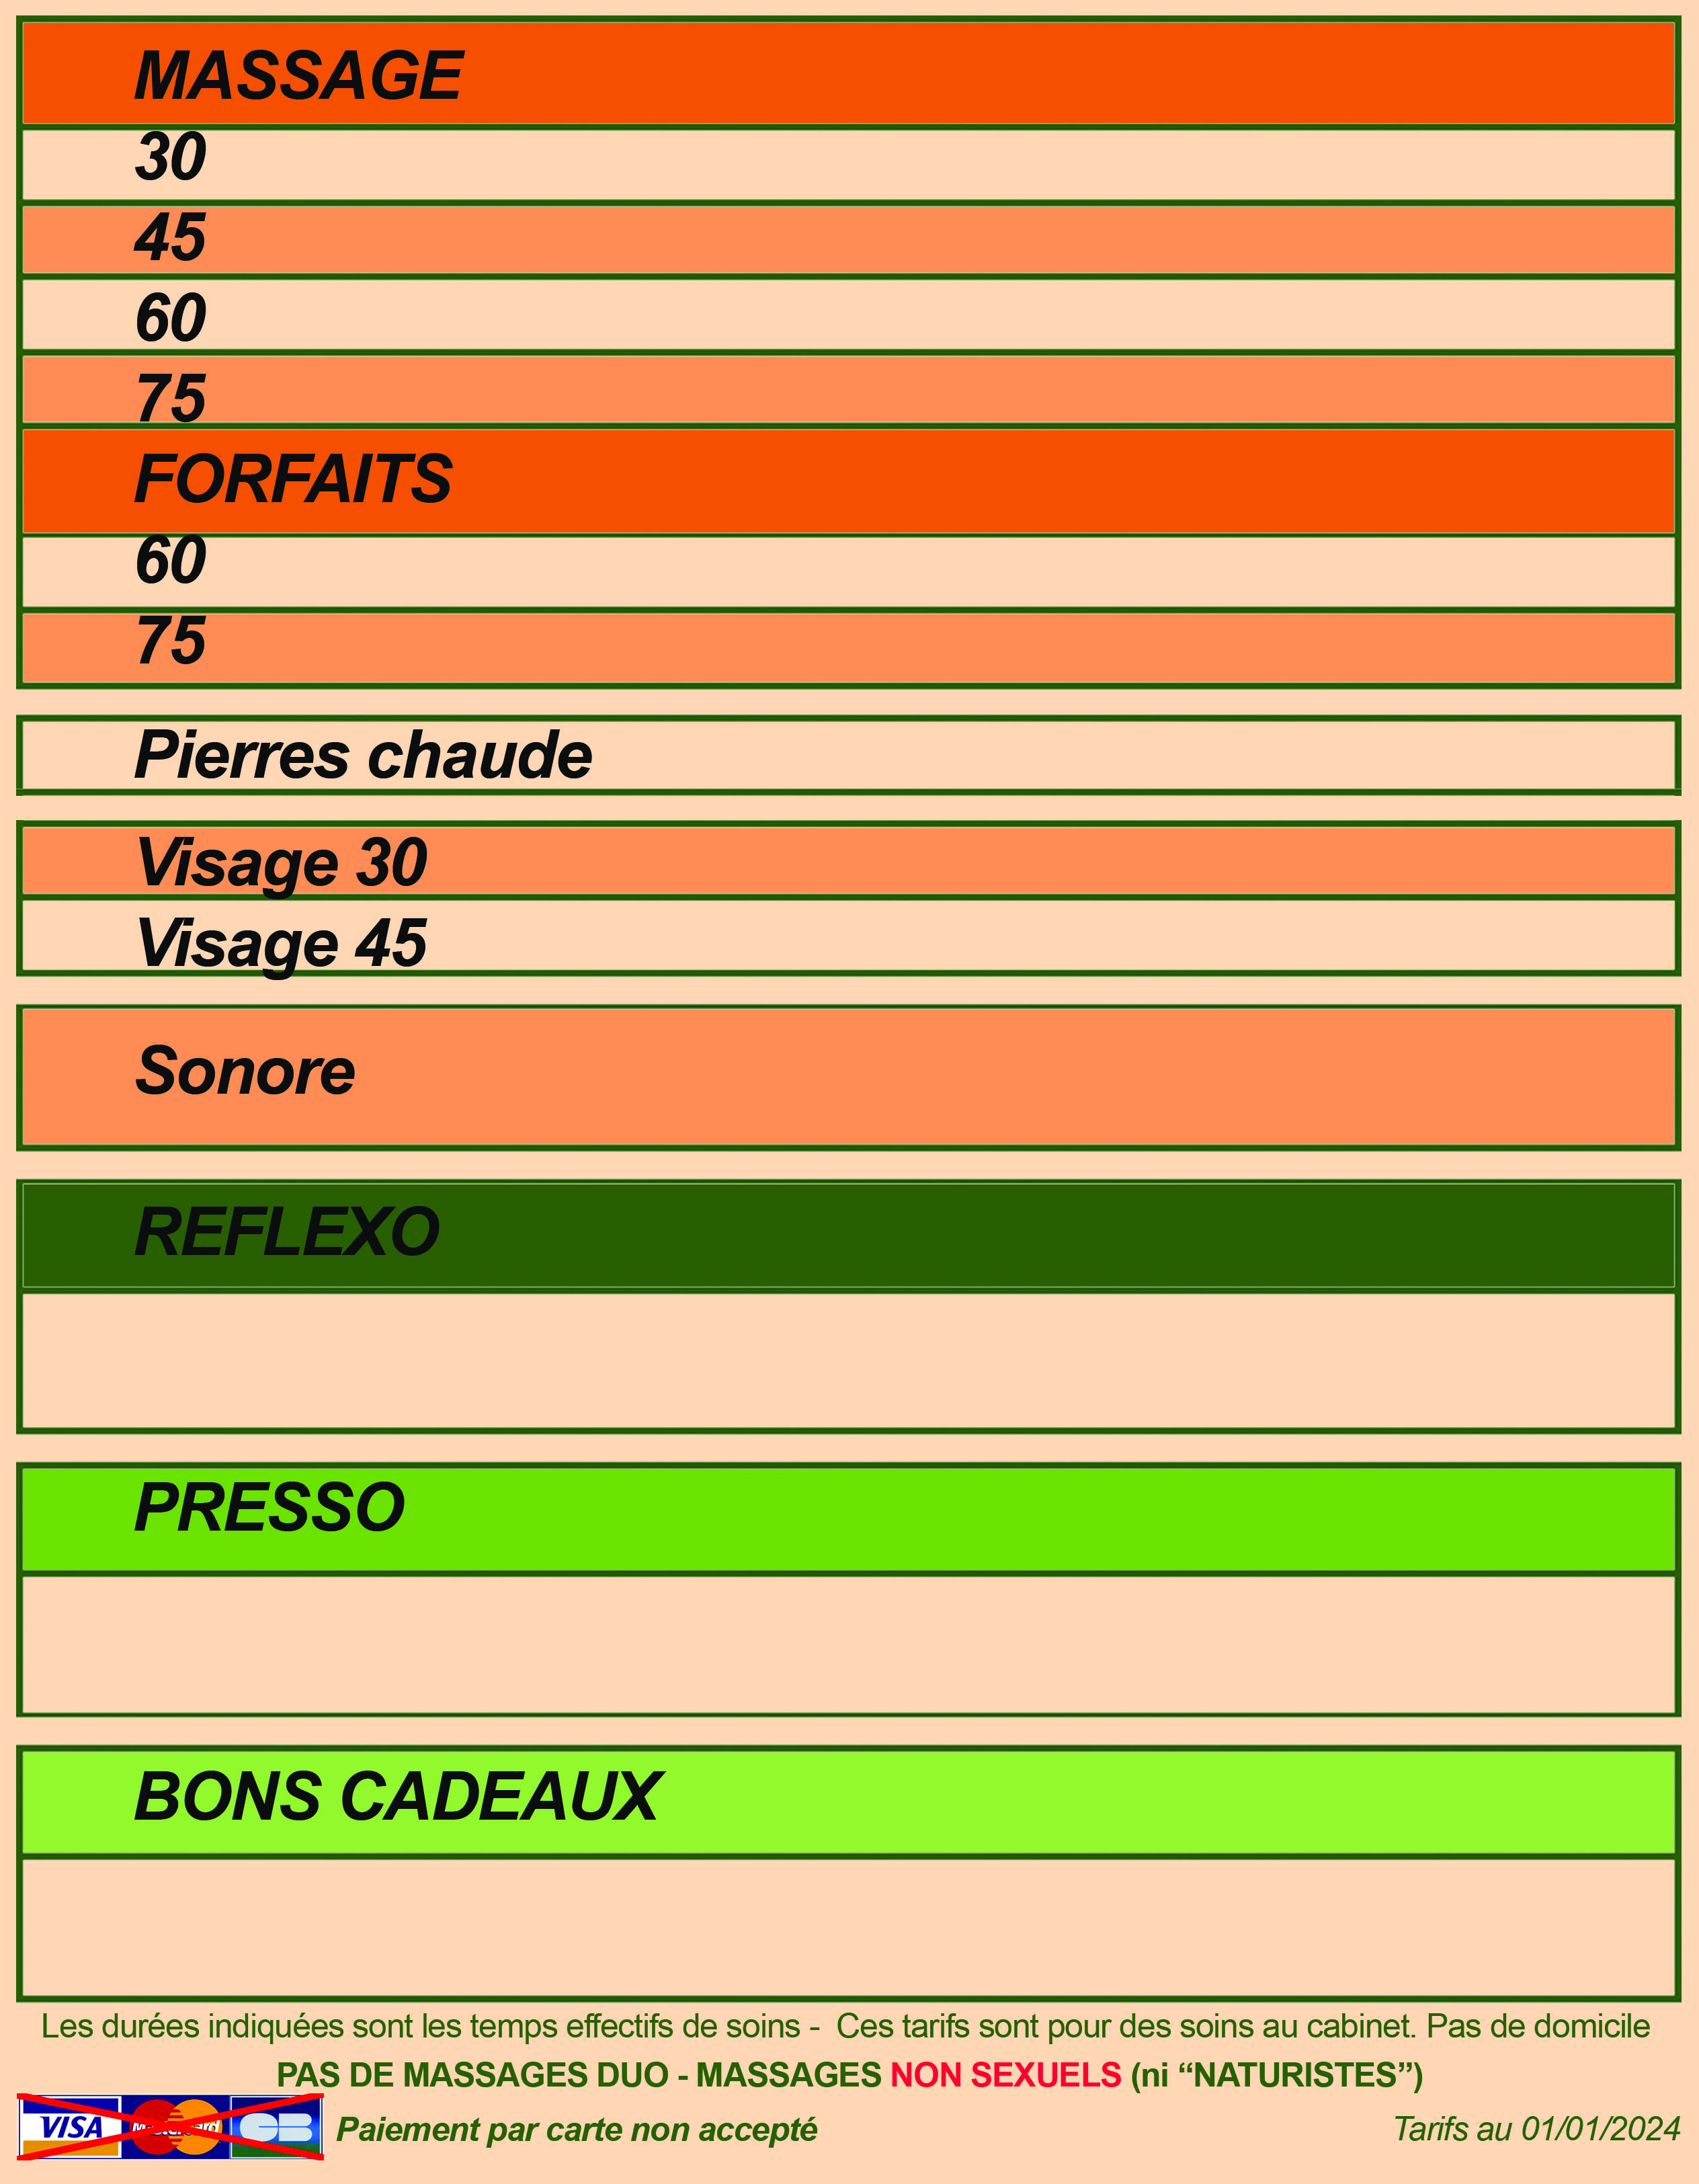 MASSAGE
30
45
60
75
FORFAITS
60
75
Pierres chaude
Visage 30
Visage 45
Sonore
REFLEXO
PRESSO
BONS CADEAUX
Les durées indiquées sont les temps effectifs de soins -  Ces tarifs sont pour des soins au cabinet. Pas de domicile
PAS DE MASSAGES DUO - MASSAGES NON SEXUELS (ni “NATURISTES”)
VISA MasterCard CB Paiement par carte non accepté Tarifs au 01/01/2024